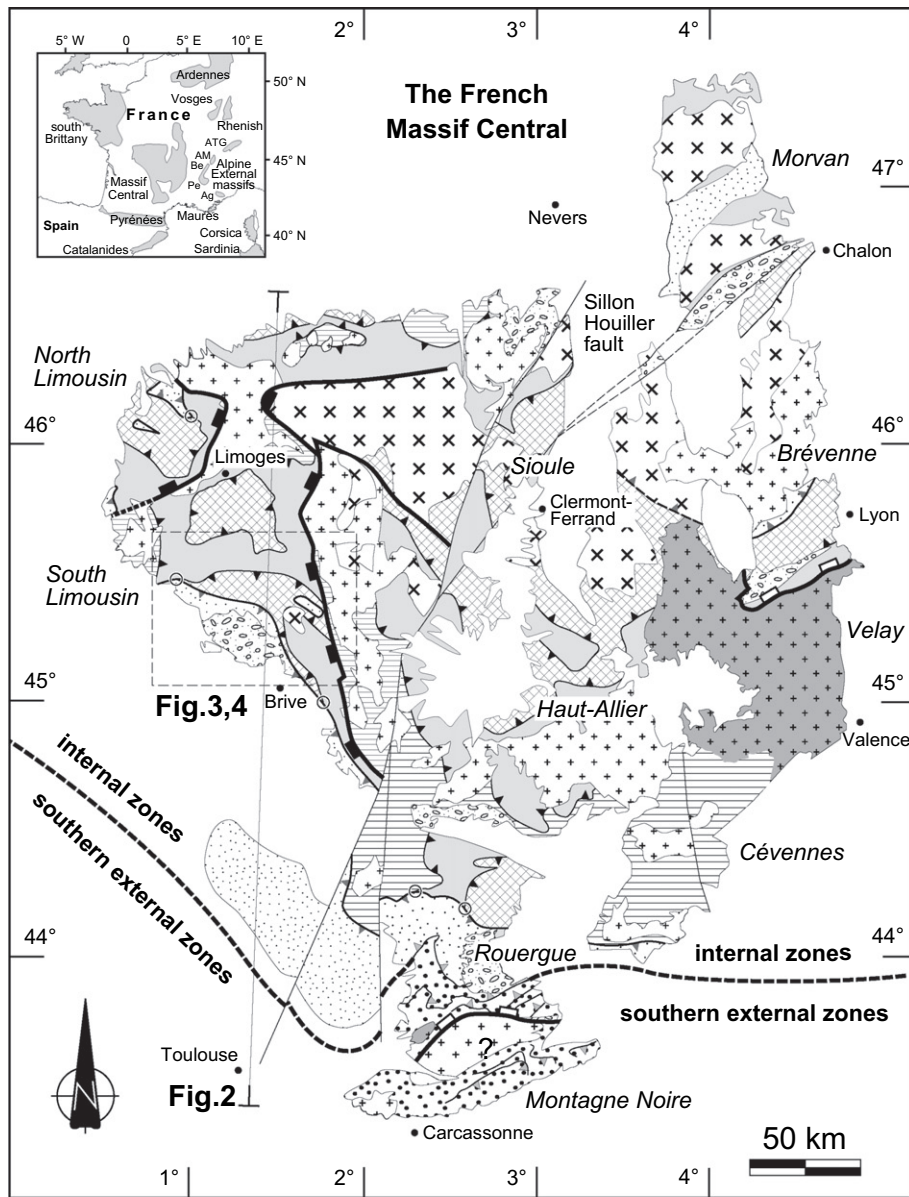 2°
3°
4°
5° W
0
5° E
10° E
Ardennes
50° N
Vosges
France
Rhenish
south
Brittany
ATG
AM
Be
45° N
Alpine
External
massifs
Massif
Central
Pe
Ag
Spain
Pyrénées
Maures
Corsica
40° N
Catalanides
Sardinia
The French
Massif Central
Morvan
47°
Nevers
Chalon
Sillon
Houiller
fault
North
Limousin
46°
46°
Limoges
Sioule
Brévenne
Clermont-
Ferrand
Lyon
South
Limousin
Velay
45°
45°
Fig.3,4
Brive
Haut-Allier
Valence
internal zones
southern external zones
Cévennes
44°
44°
Rouergue
internal zones
southern external zones
?
Toulouse
Fig.2
Montagne Noire
N
Carcassonne
50 km
1°
2°
3°
4°